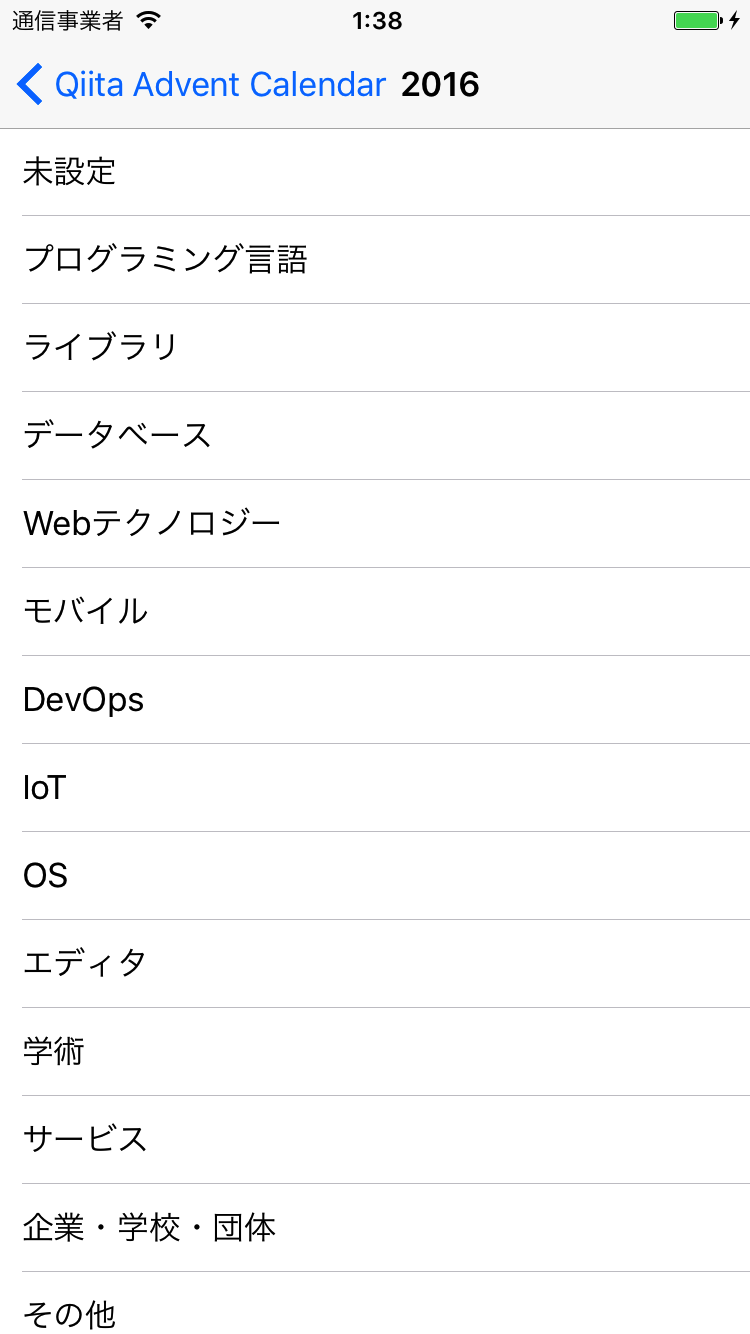 通信事業者 1:38
Qiita Advent Calendar 2016
未設定
プログラミング言語
ライブラリ
データベース
Webテクノロジー
モバイル
DevOps
IoT
OS
エディタ
学術
サービス
企業・学校・団体
その他